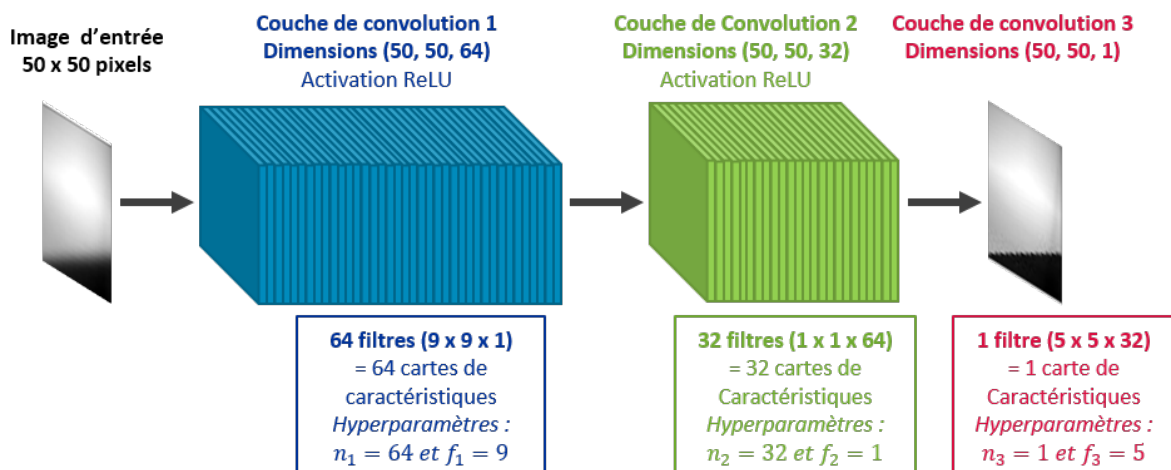 Image d'entrée
50 x 50 pixels
Couche de convolution 1
Dimensions (50, 50, 64)
Activation ReLU
Couche de Convolution 2
Dimensions (50, 50, 32)
Activation ReLU
Couche de convolution 3
Dimensions (50, 50, 1)
64 filtres (9 x 9 x 1)
= 64 cartes de
caractéristiques
Hyperparamètres :
n₁ = 64 et f₁ = 9
32 filtres (1 x 1 x 64)
= 32 cartes de
Caractéristiques
Hyperparamètres :
n₂ = 32 et f₂ = 1
1 filtre (5 x 5 x 32)
= 1 carte de
Caractéristiques
Hyperparamètres :
n₃ = 1 et f₃ = 5